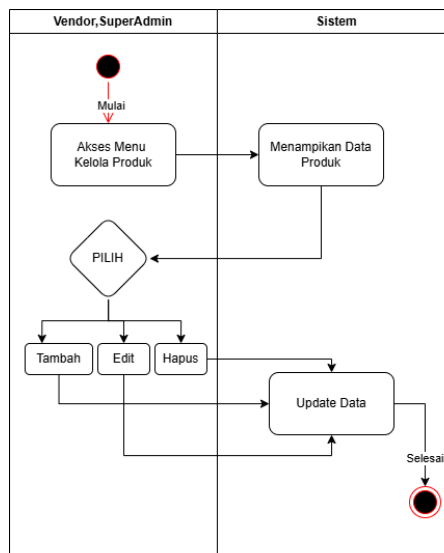 Vendor,SuperAdmin
Sistem
Mulai
Akses Menu
Kelola Produk
Menampikan Data
Produk
PILIH
Tambah
Edit
Hapus
Update Data
Selesai